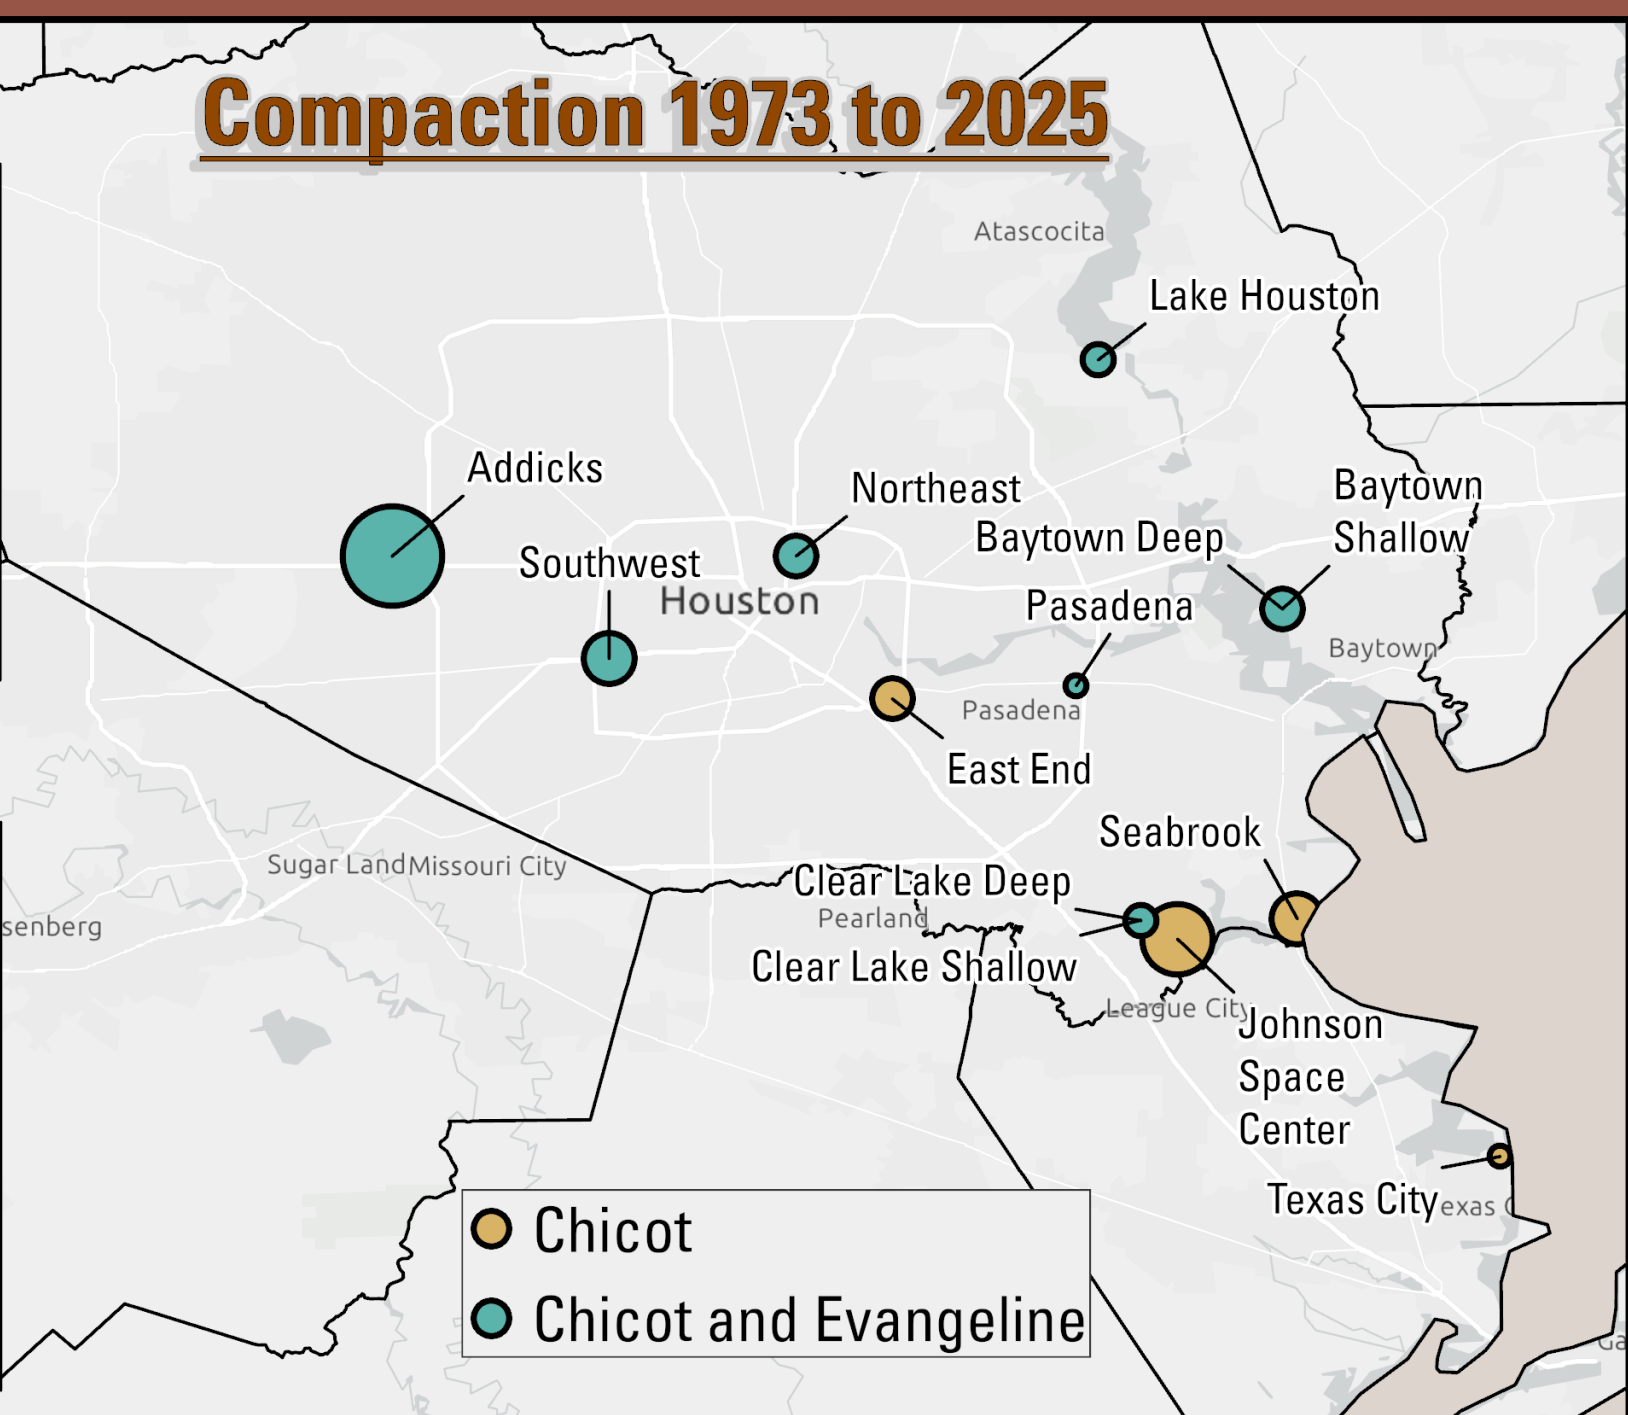 Compaction 1973 to 2025
Atascocita
Lake Houston
Addicks
Northeast
Baytown
Shallow
Baytown Deep
Southwest
Houston
Pasadena
Baytown
Pasadena
East End
Seabrook
Sugar Land
Missouri City
Clear Lake Deep
Pearland
senberg
Clear Lake Shallow
League City
Johnson
Space
Center
Texas City
exas C
Chicot
Chicot and Evangeline
Ga